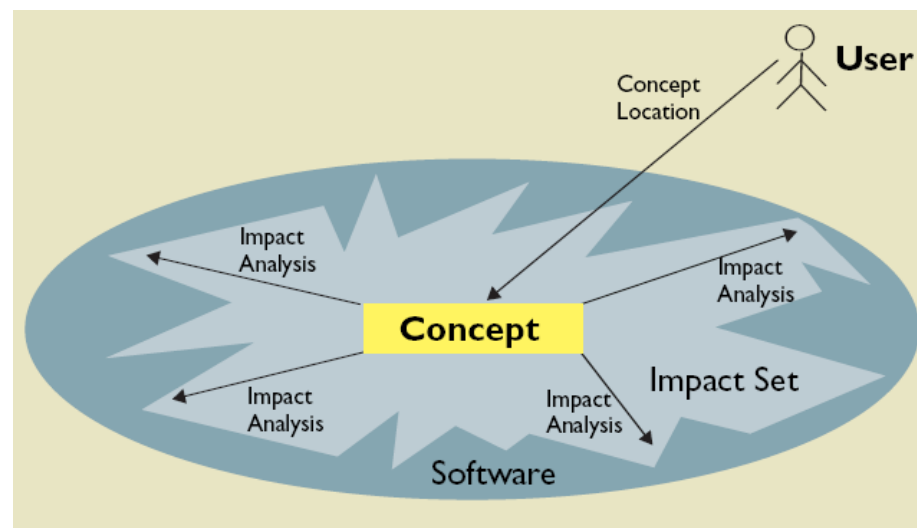 User
Concept
Location
Impact
Analysis
Impact
Analysis
Concept
Impact Set
Impact
Analysis
Impact
Analysis
Software